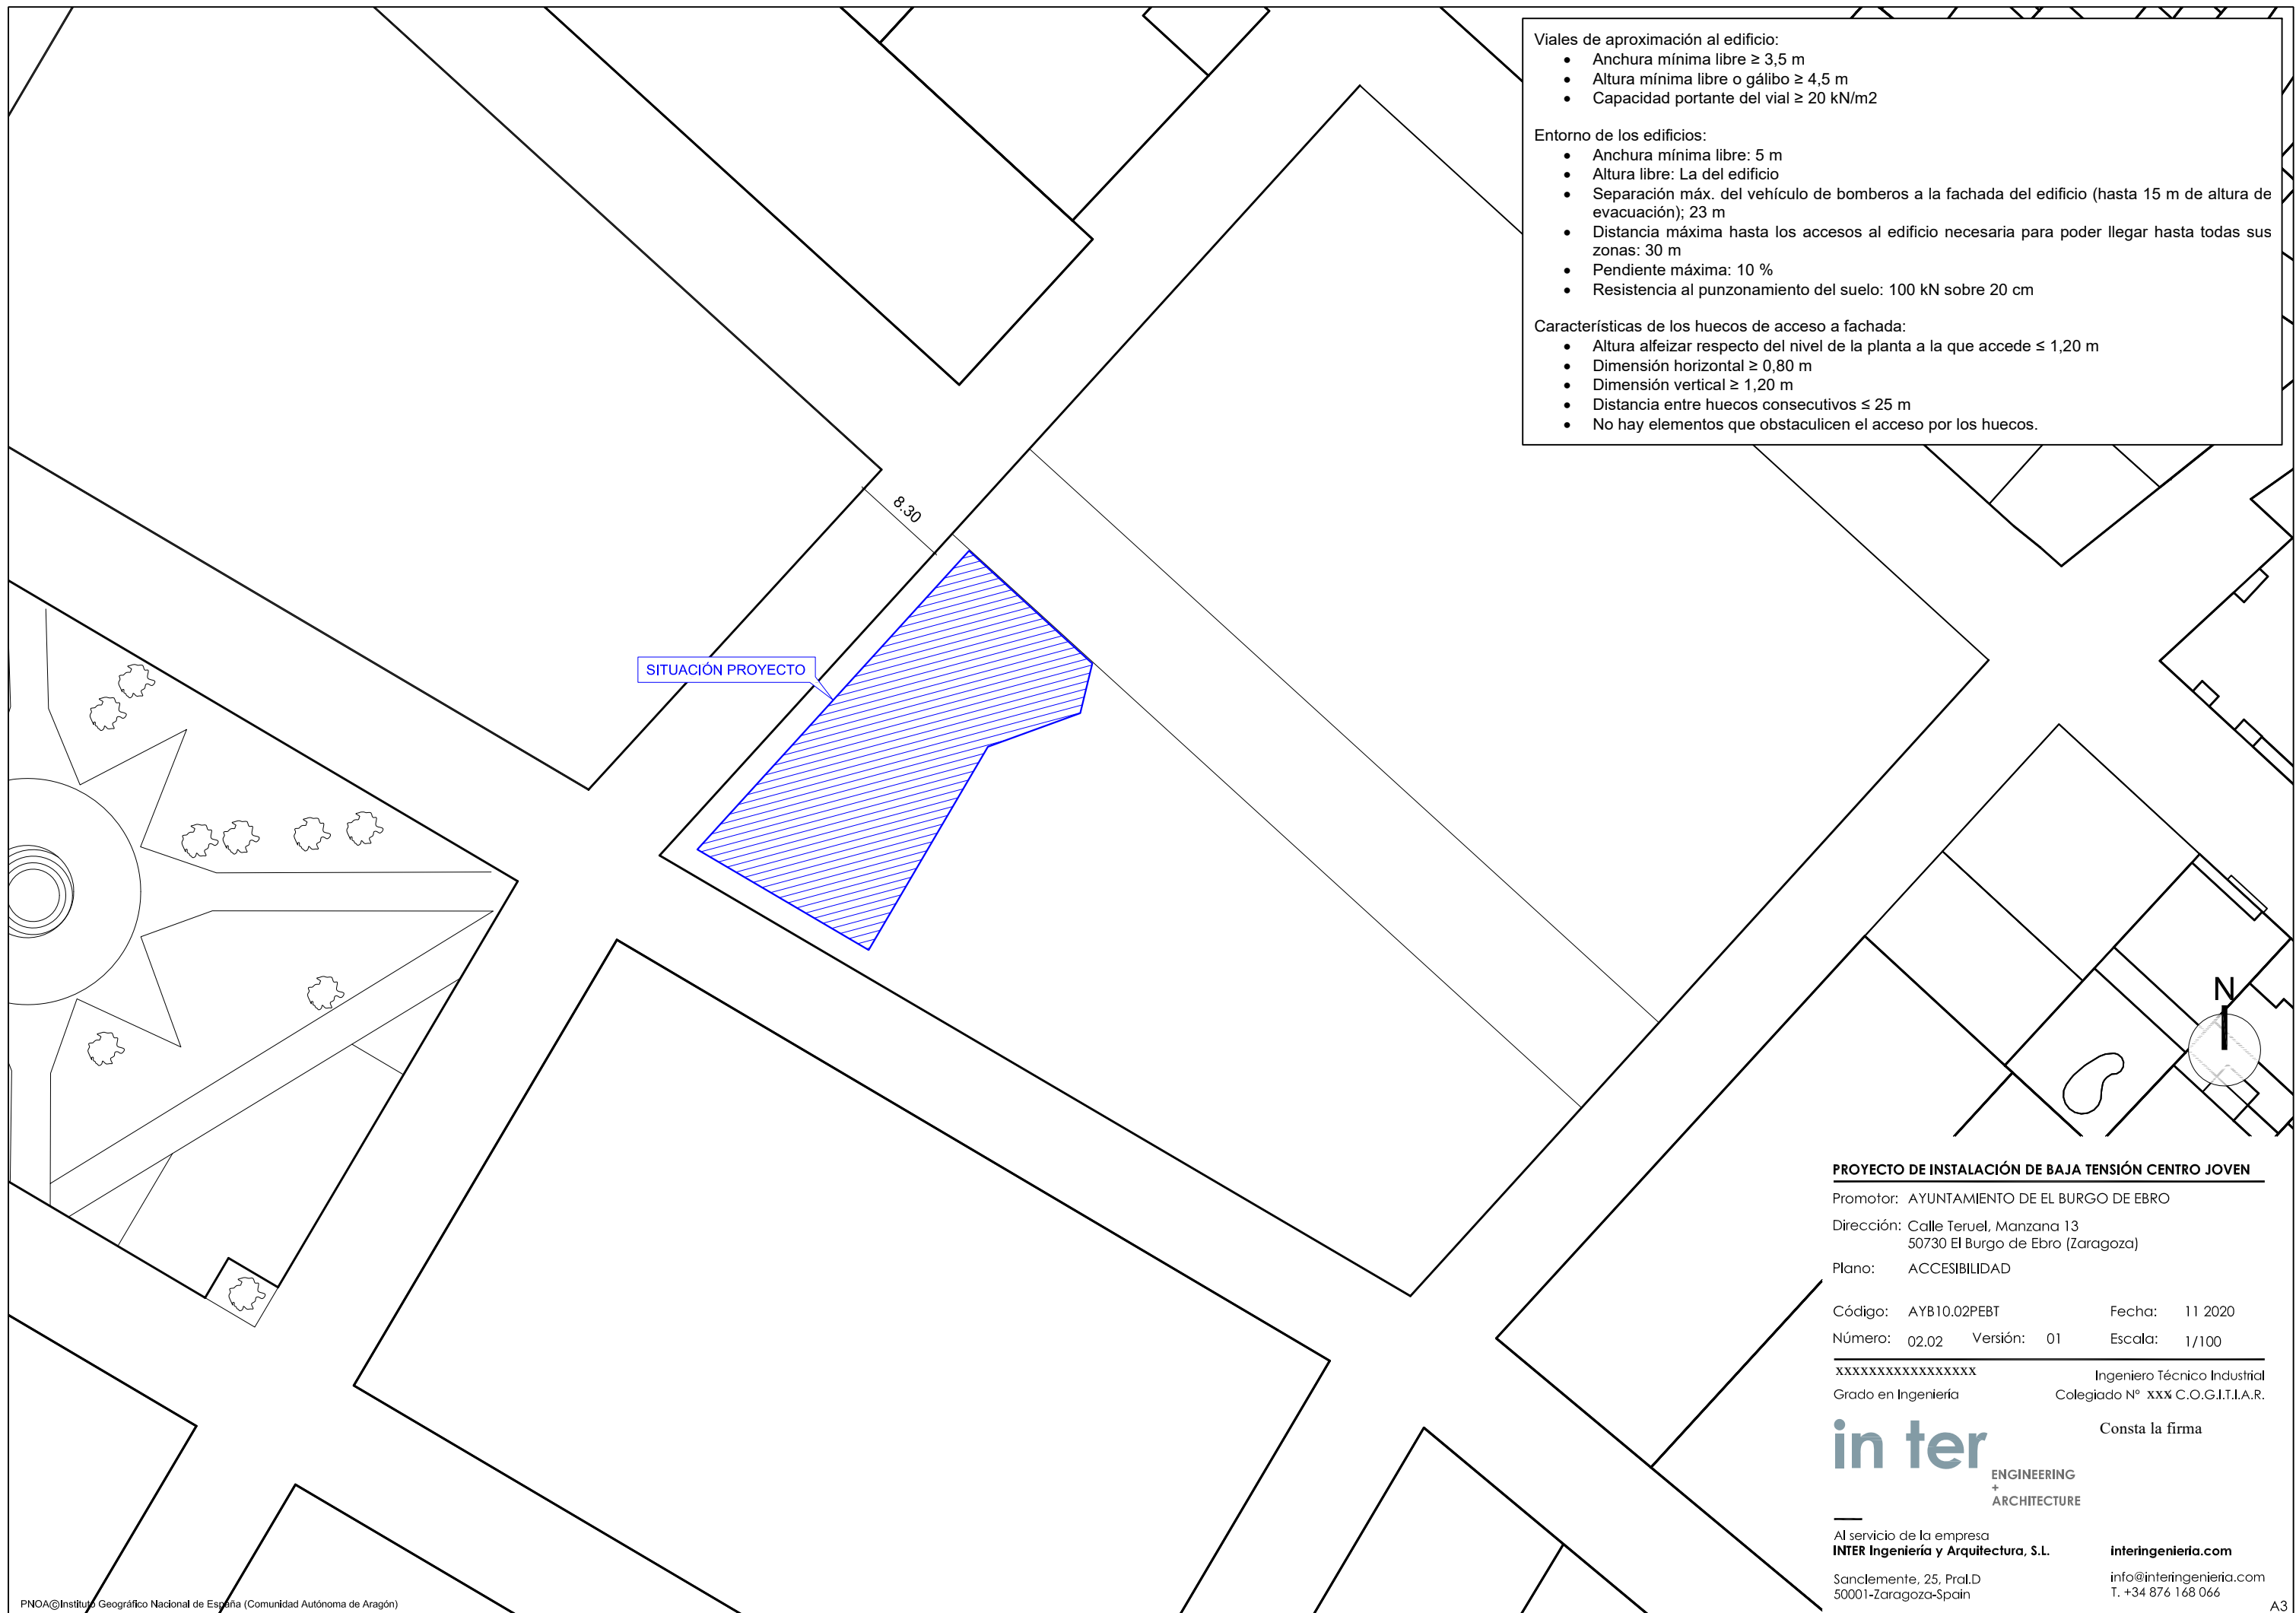 Viales de aproximación al edificio:
• Anchura mínima libre ≥ 3,5 m
• Altura mínima libre o gálibo ≥ 4,5 m
• Capacidad portante del vial ≥ 20 kN/m2
Entorno de los edificios:
• Anchura mínima libre: 5 m
• Altura libre: La del edificio
• Separación máx. del vehículo de bomberos a la fachada del edificio (hasta 15 m de altura de
evacuación); 23 m
• Distancia máxima hasta los accesos al edificio necesaria para poder llegar hasta todas sus
zonas: 30 m
• Pendiente máxima: 10 %
• Resistencia al punzonamiento del suelo: 100 kN sobre 20 cm
Características de los huecos de acceso a fachada:
• Altura alfeizar respecto del nivel de la planta a la que accede ≤ 1,20 m
• Dimensión horizontal ≥ 0,80 m
• Dimensión vertical ≥ 1,20 m
• Distancia entre huecos consecutivos ≤ 25 m
• No hay elementos que obstaculicen el acceso por los huecos.
8.30
SITUACIÓN PROYECTO
N
PROYECTO DE INSTALACIÓN DE BAJA TENSIÓN CENTRO JOVEN
Promotor: AYUNTAMIENTO DE EL BURGO DE EBRO
Dirección: Calle Teruel, Manzana 13
50730 El Burgo de Ebro (Zaragoza)
Plano: ACCESIBILIDAD
Código: AYB10.02PEBT Fecha: 11 2020
Número: 02.02 Versión: 01 Escala: 1/100
xxxxxxxxxxxxxxxxx Ingeniero Técnico Industrial
Grado en Ingeniería Colegiado Nº xxx C.O.G.I.T.I.A.R.
Consta la firma
in ter
ENGINEERING
+
ARCHITECTURE
Al servicio de la empresa
INTER Ingeniería y Arquitectura, S.L. interingenieria.com
Sanclemente, 25, Pral.D info@interingenieria.com
50001-Zaragoza-Spain T. +34 876 168 066
PNOA©Instituto Geográfico Nacional de España (Comunidad Autónoma de Aragón)
A3